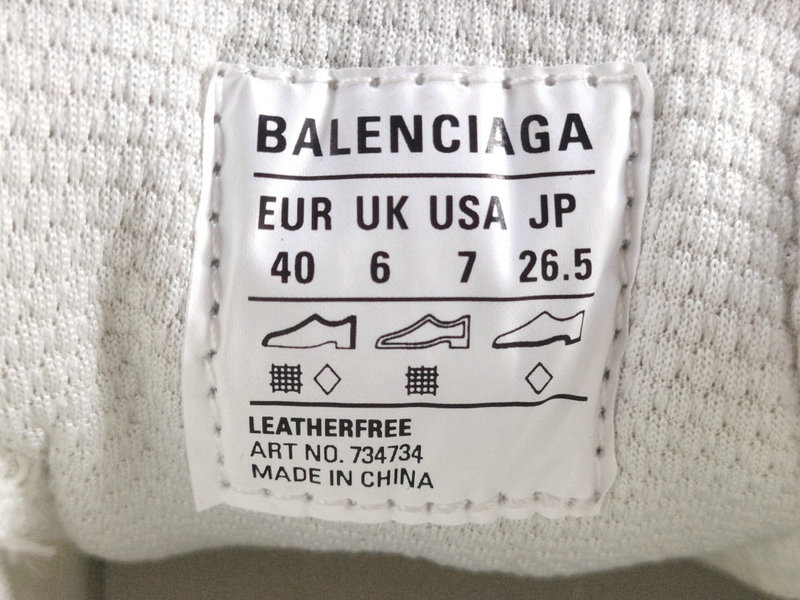 BALENCIAGA
EUR UK USA JP
40 6 7 26.5
LEATHERFREE
ART NO. 734734
MADE IN CHINA